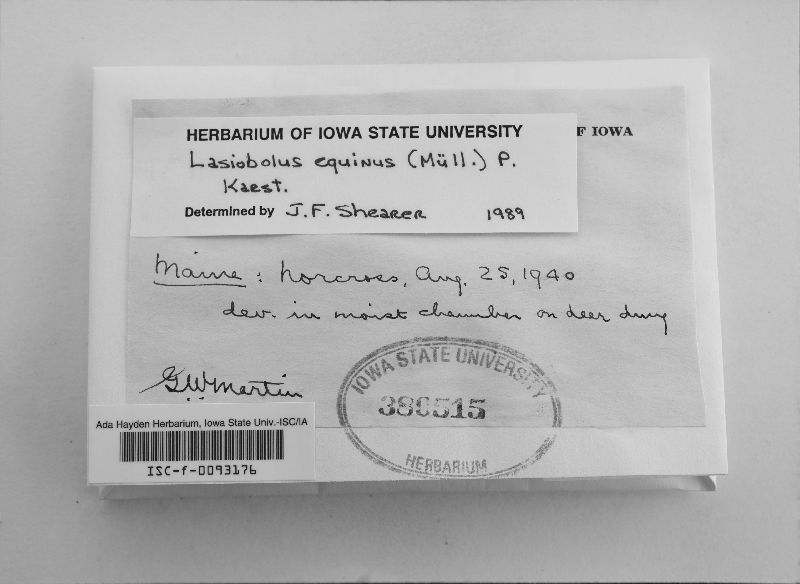 HERBARIUM OF IOWA STATE UNIVERSITY
F IOWA
Lasiobolus equinus (Müll.) P.
Karst.
Determined by J.F. Shearer 1989
Maine: Norcross, Aug. 25, 1940
dev. in moist chamber on deer dung
G.W. Martin
IOWA STATE UNIVERSITY
386515
HERBARIUM
Ada Hayden Herbarium, Iowa State Univ.-ISC/IA
ISC-f-0093176